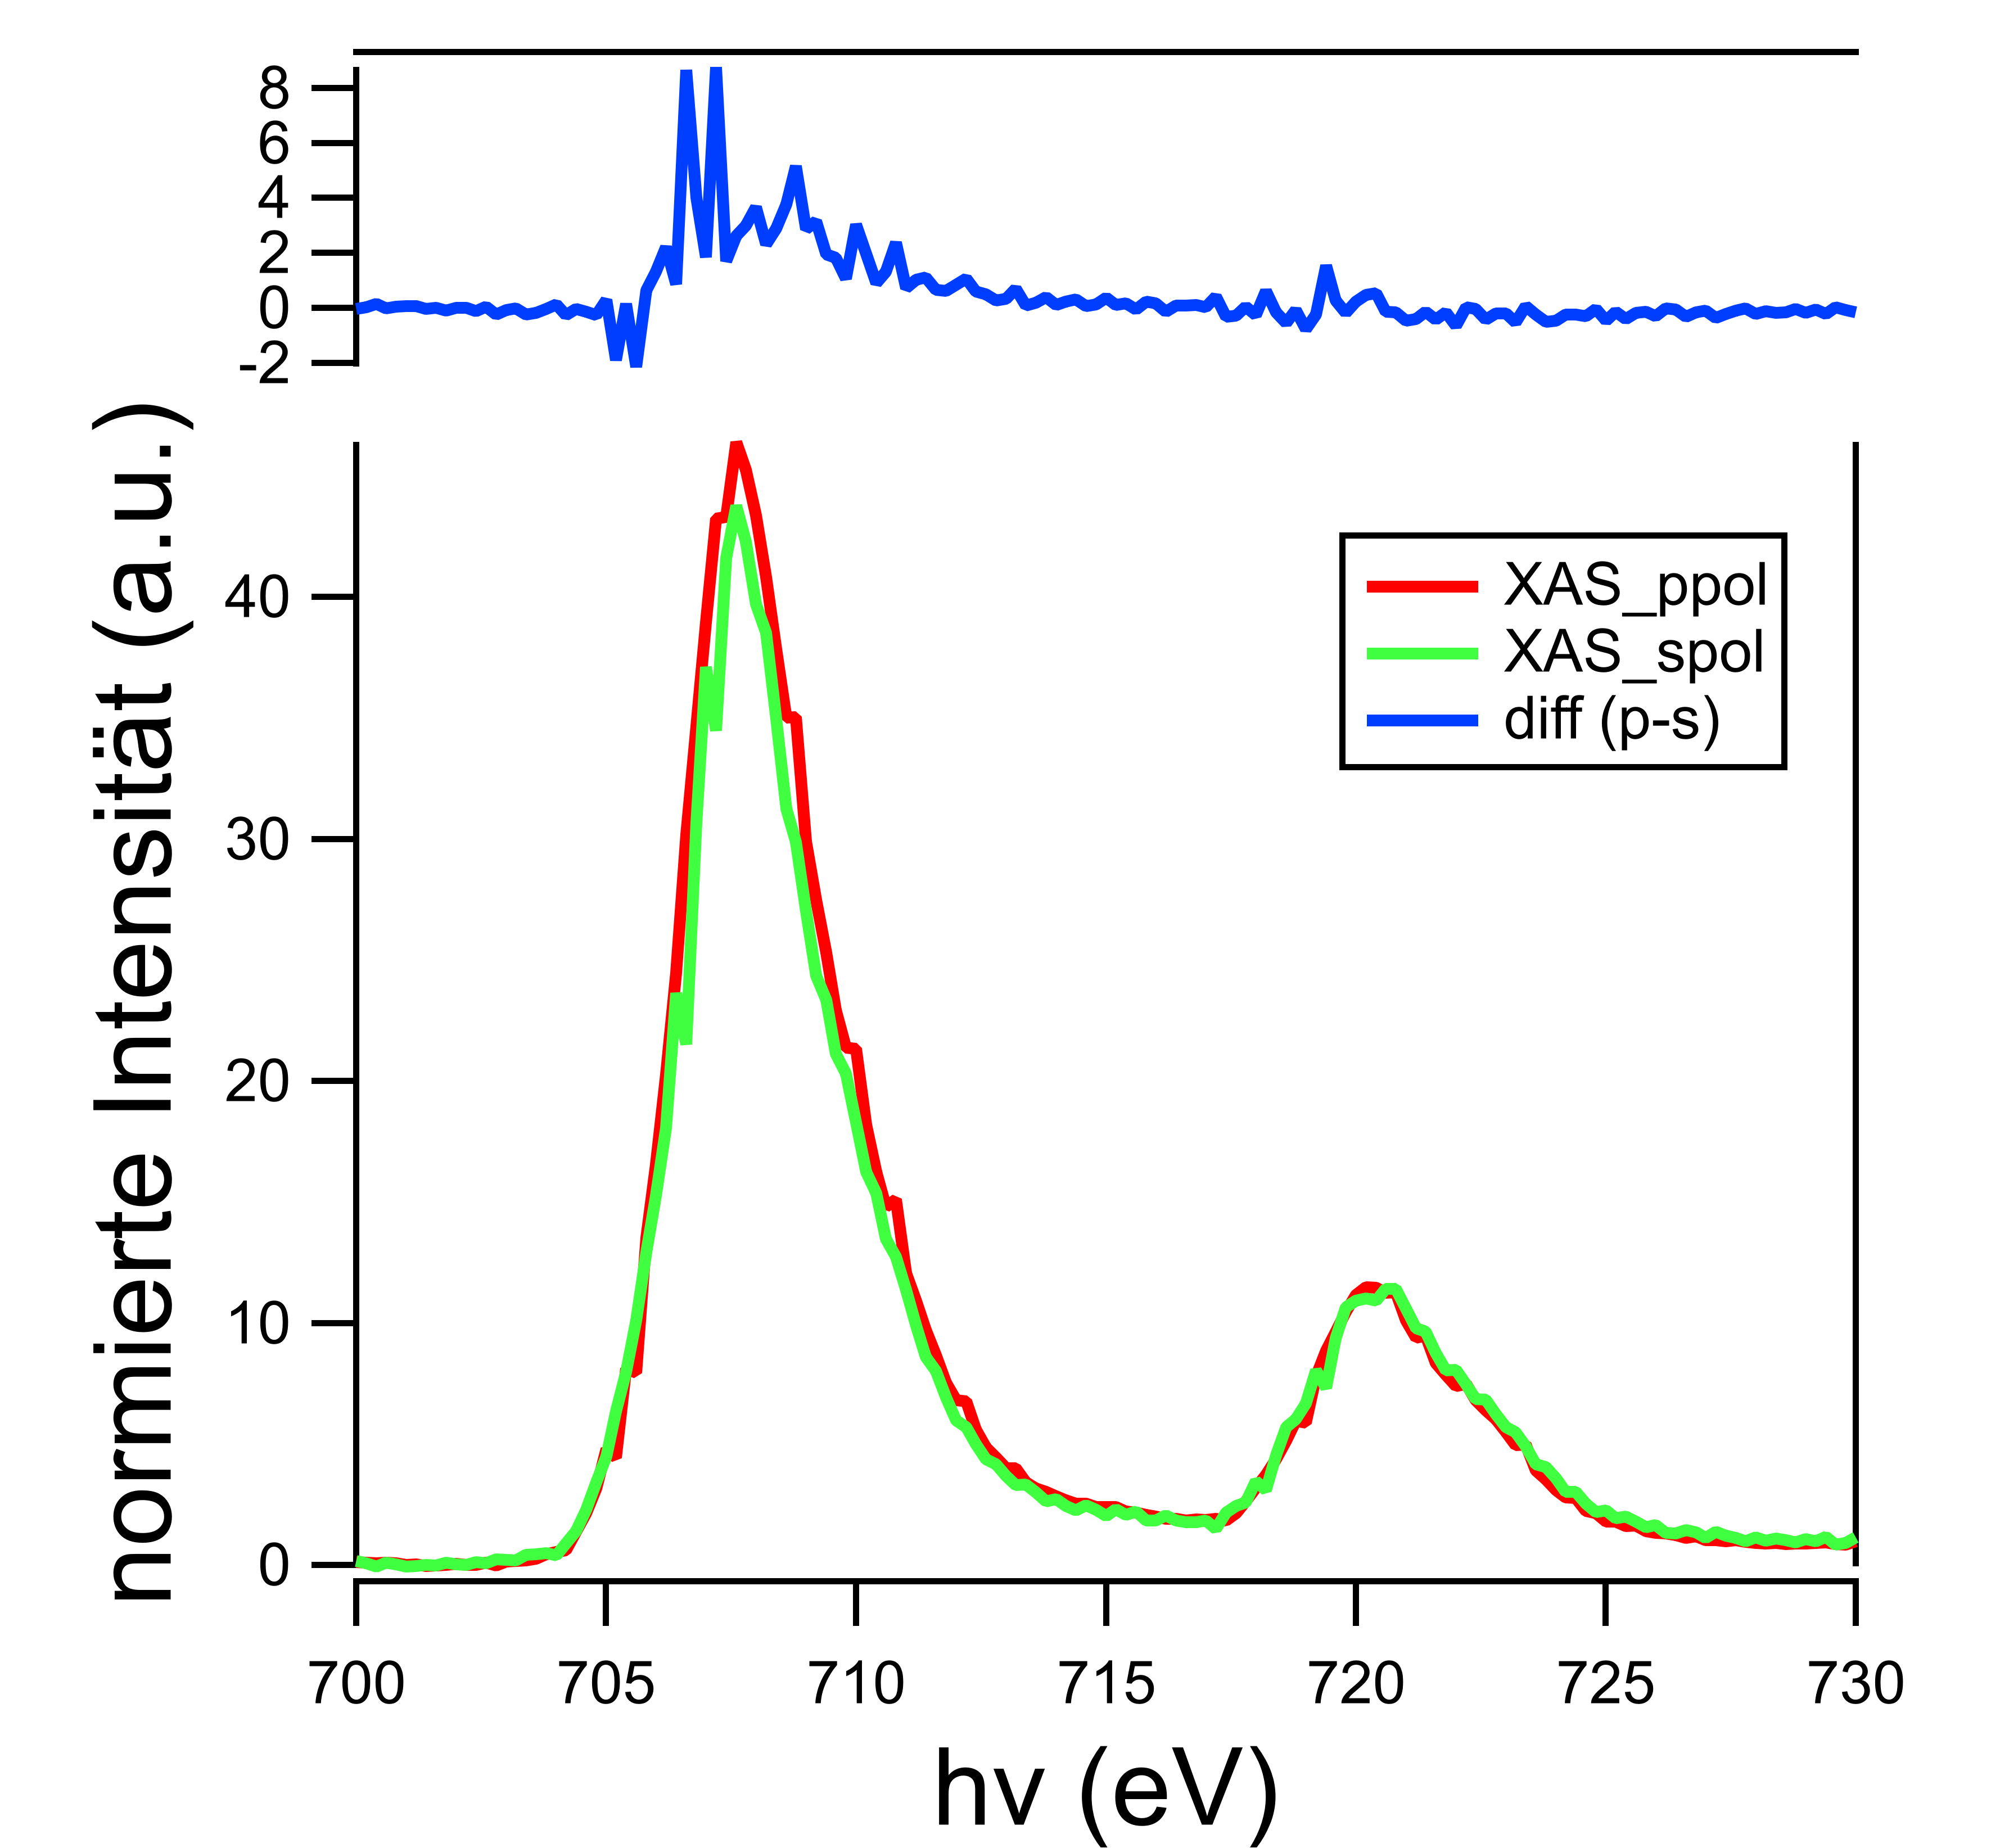 8
6
4
2
0
-2
normierte Intensität (a.u.)
40
30
20
10
0
XAS_ppol
XAS_spol
diff (p-s)
700 705 710 715 720 725 730
hv (eV)